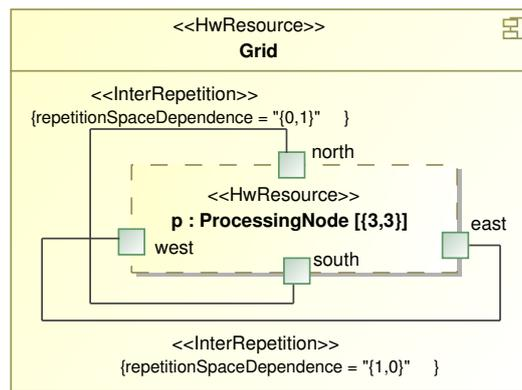 <<HwResource>>
Grid
<<InterRepetition>>
{repetitionSpaceDependence = "{0,1}" }
north
<<HwResource>>
p : ProcessingNode [{3,3}]
east
west
south
<<InterRepetition>>
{repetitionSpaceDependence = "{1,0}" }